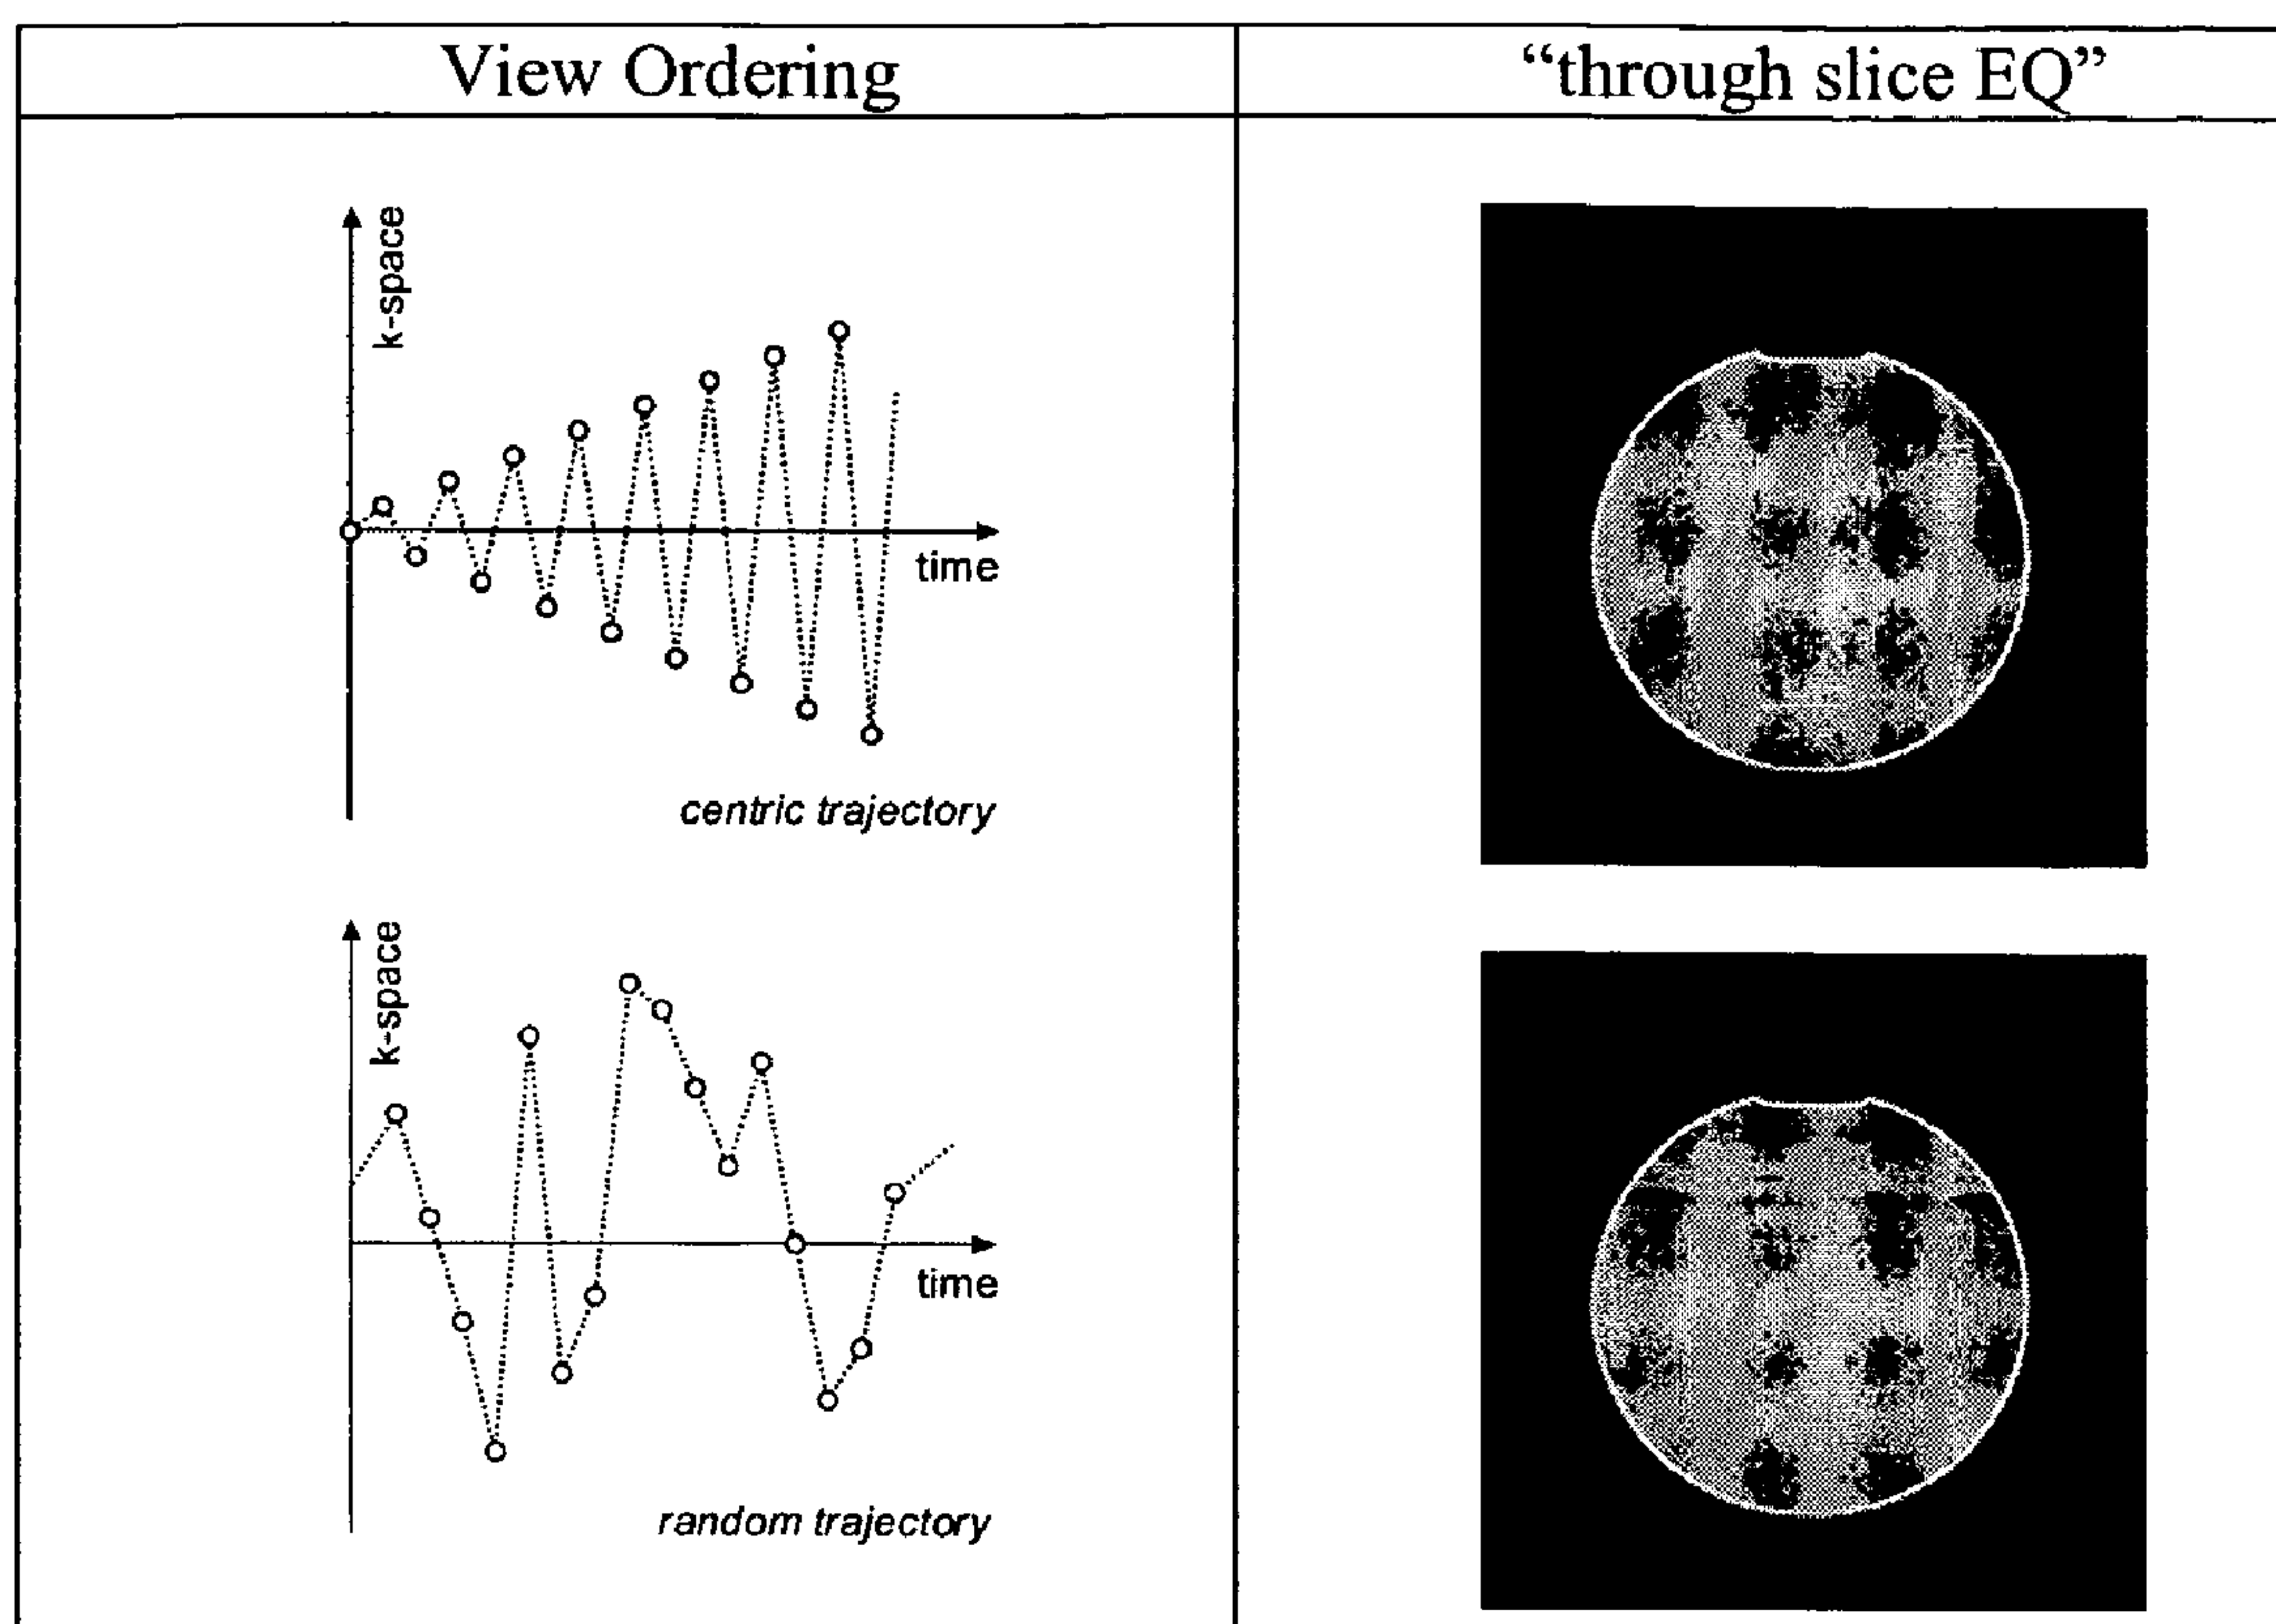 View Ordering
“through slice EQ”
k-space
time
centric trajectory
k-space
time
random trajectory